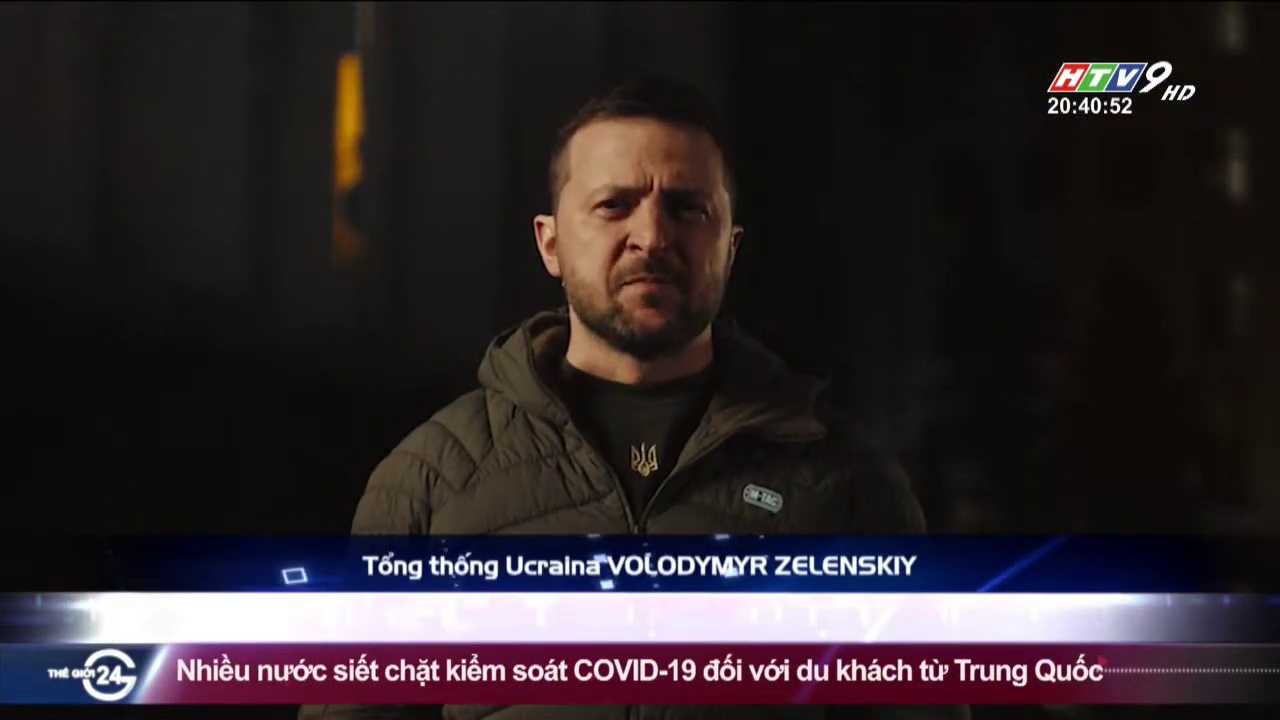 HTV9 HD
20:40:52
M-TAC
Tổng thống Ucraina VOLODYMYR ZELENSKIY
THẾ GIỚI 24G
Nhiều nước siết chặt kiểm soát COVID-19 đối với du khách từ Trung Quốc